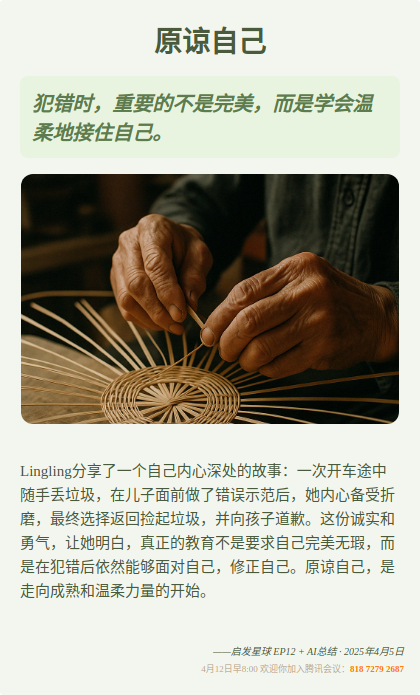 原谅自己
犯错时，重要的不是完美，而是学会温
柔地接住自己。
Lingling分享了一个自己内心深处的故事：一次开车途中
随手丢垃圾，在儿子面前做了错误示范后，她内心备受折
磨，最终选择返回捡起垃圾，并向孩子道歉。这份诚实和
勇气，让她明白，真正的教育不是要求自己完美无瑕，而
是在犯错后依然能够面对自己，修正自己。原谅自己，是
走向成熟和温柔力量的开始。
——启发星球 EP12 + AI总结 · 2025年4月5日
4月12日早8:00 欢迎你加入腾讯会议：818 7279 2687